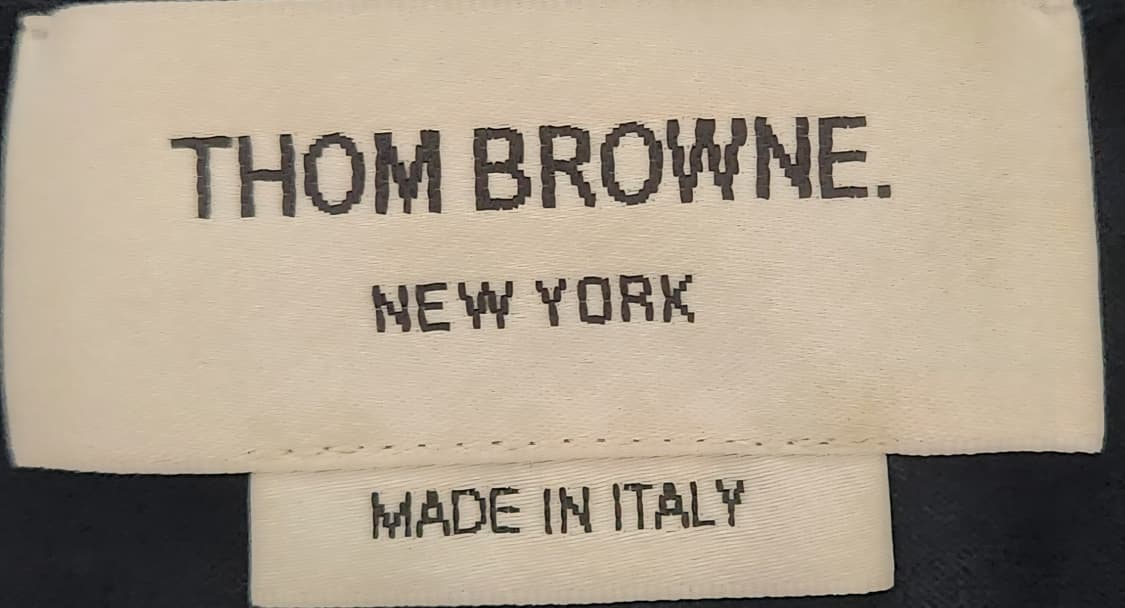 THOM BROWNE.
NEW YORK
MADE IN ITALY